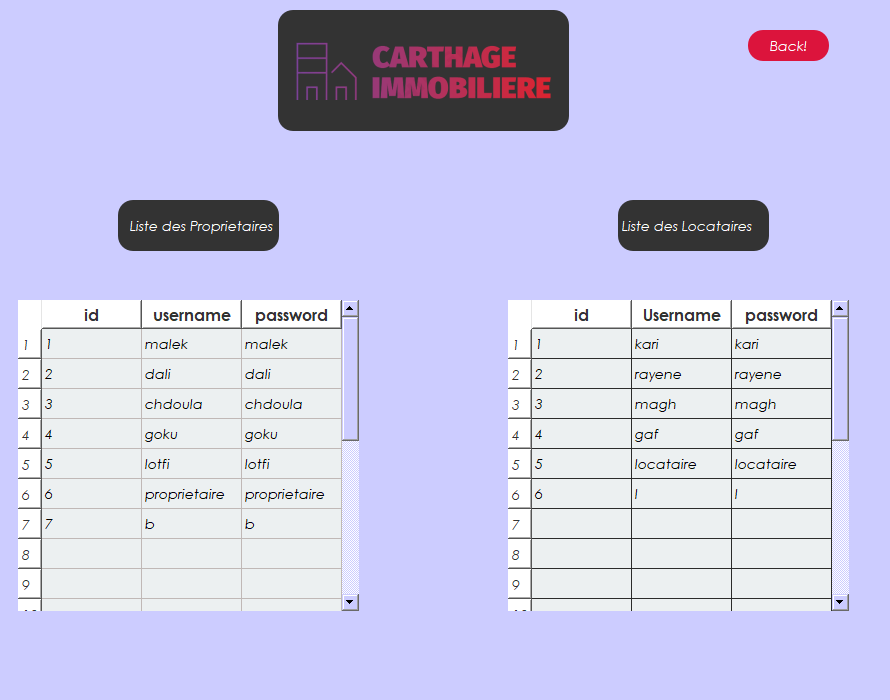 CARTHAGE
IMMOBILIERE
Back!
Liste des Proprietaires
Liste des Locataires
id username password
1 1 malek malek
2 2 dali dali
3 3 chdoula chdoula
4 4 goku goku
5 5 lotfi lotfi
6 6 proprietaire proprietaire
7 7 b b
8
9
id Username password
1 1 kari kari
2 2 rayene rayene
3 3 magh magh
4 4 gaf gaf
5 5 locataire locataire
6 6 l l
7
8
9